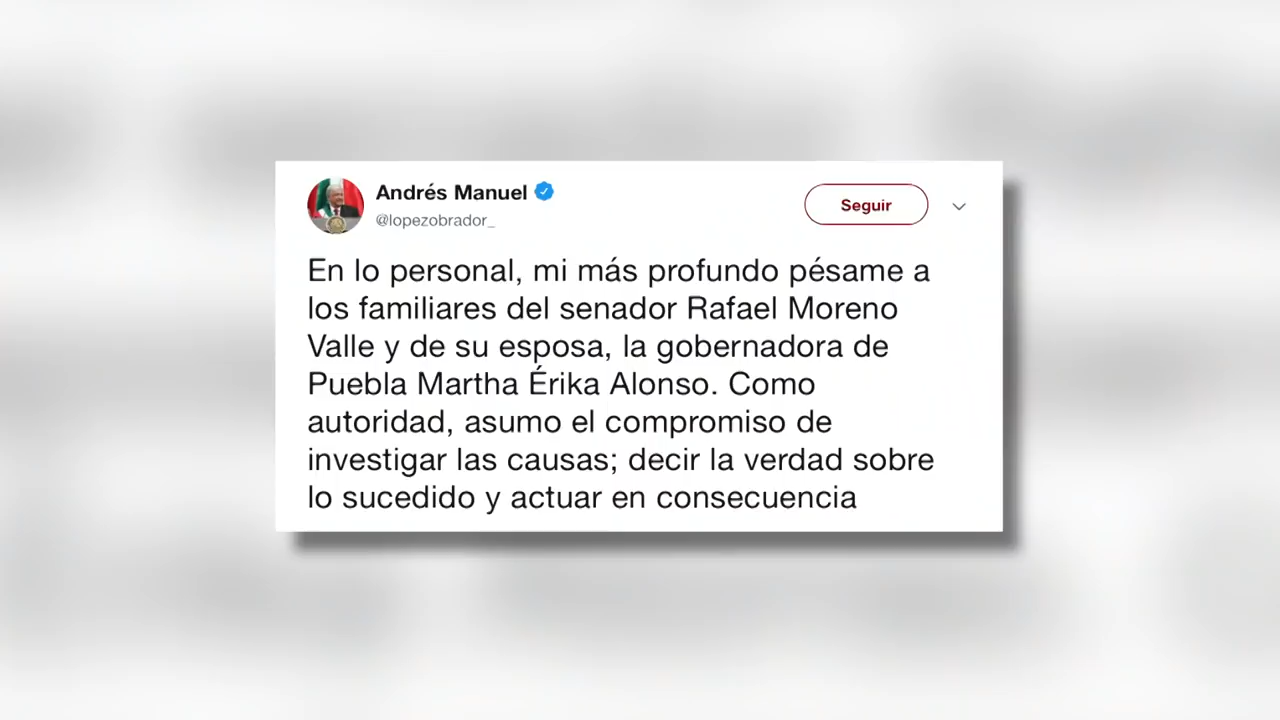 Andrés Manuel
@lopezobrador_
Seguir
En lo personal, mi más profundo pésame a
los familiares del senador Rafael Moreno
Valle y de su esposa, la gobernadora de
Puebla Martha Érika Alonso. Como
autoridad, asumo el compromiso de
investigar las causas; decir la verdad sobre
lo sucedido y actuar en consecuencia